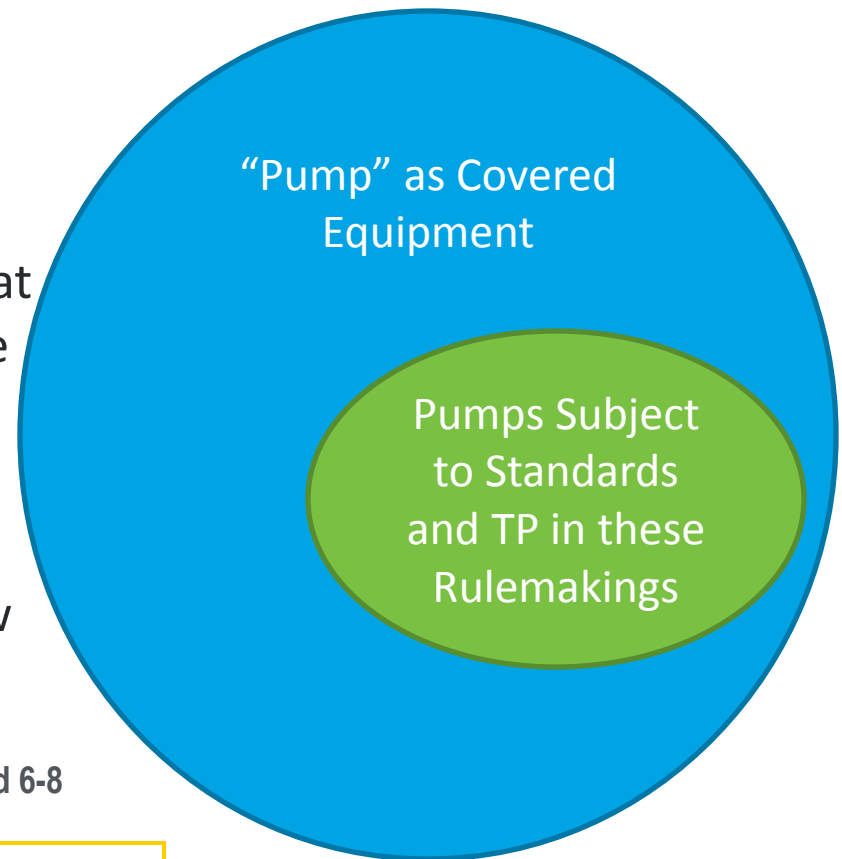 “Pump” as Covered
Equipment
at
e
Pumps Subject
to Standards
and TP in these
Rulemakings
d 6-8